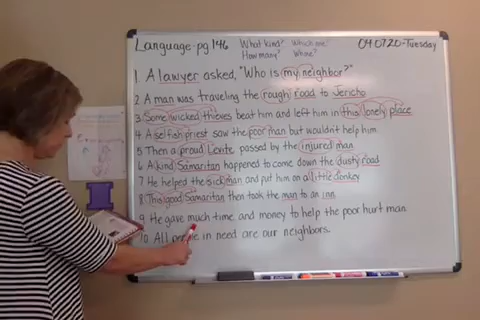 Language-pg 146
What kind? Which one?
How many? Whose?
04.07.20-Tuesday
1. A lawyer asked, "Who is my neighbor?"
2. A man was traveling the rough road to Jericho
3. Some wicked thieves beat him and left him in this lonely place
4. A selfish priest saw the poor man but wouldn't help him
5. Then a proud Levite passed by the injured man
6. A kind Samaritan happened to come down the dusty road
7. He helped the sick man and put him on a little donkey
8. This good Samaritan then took the man to an inn
9. He gave much time and money to help the poor hurt man
10. All people in need are our neighbors.